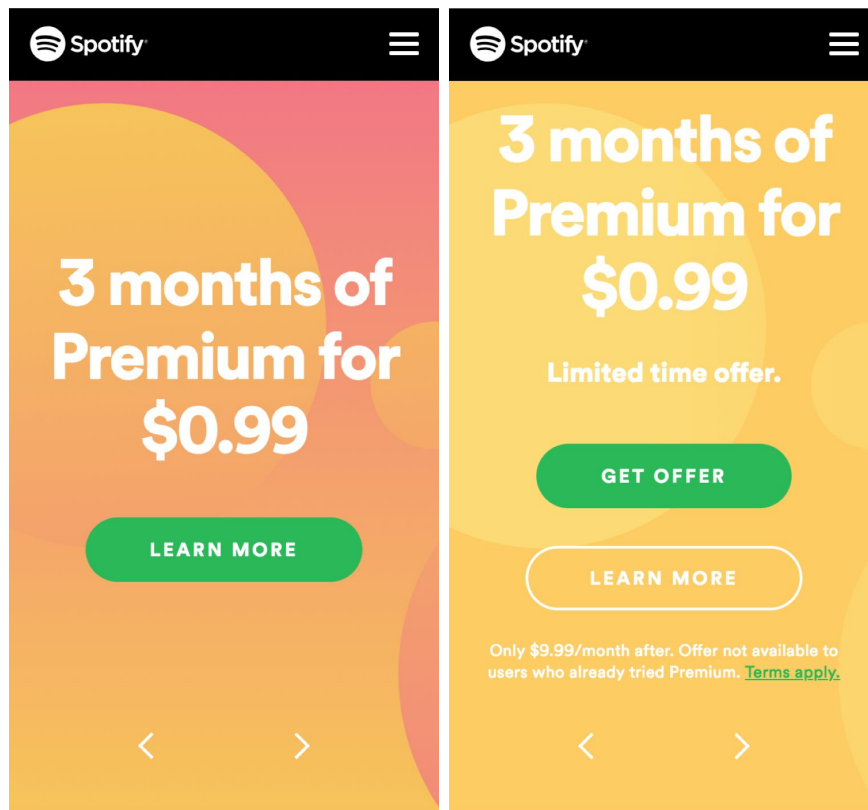 Spotify
3 months of
Premium for
$0.99
LEARN MORE
Spotify
3 months of
Premium for
$0.99
Limited time offer.
GET OFFER
LEARN MORE
Only $9.99/month after. Offer not available to
users who already tried Premium. Terms apply.